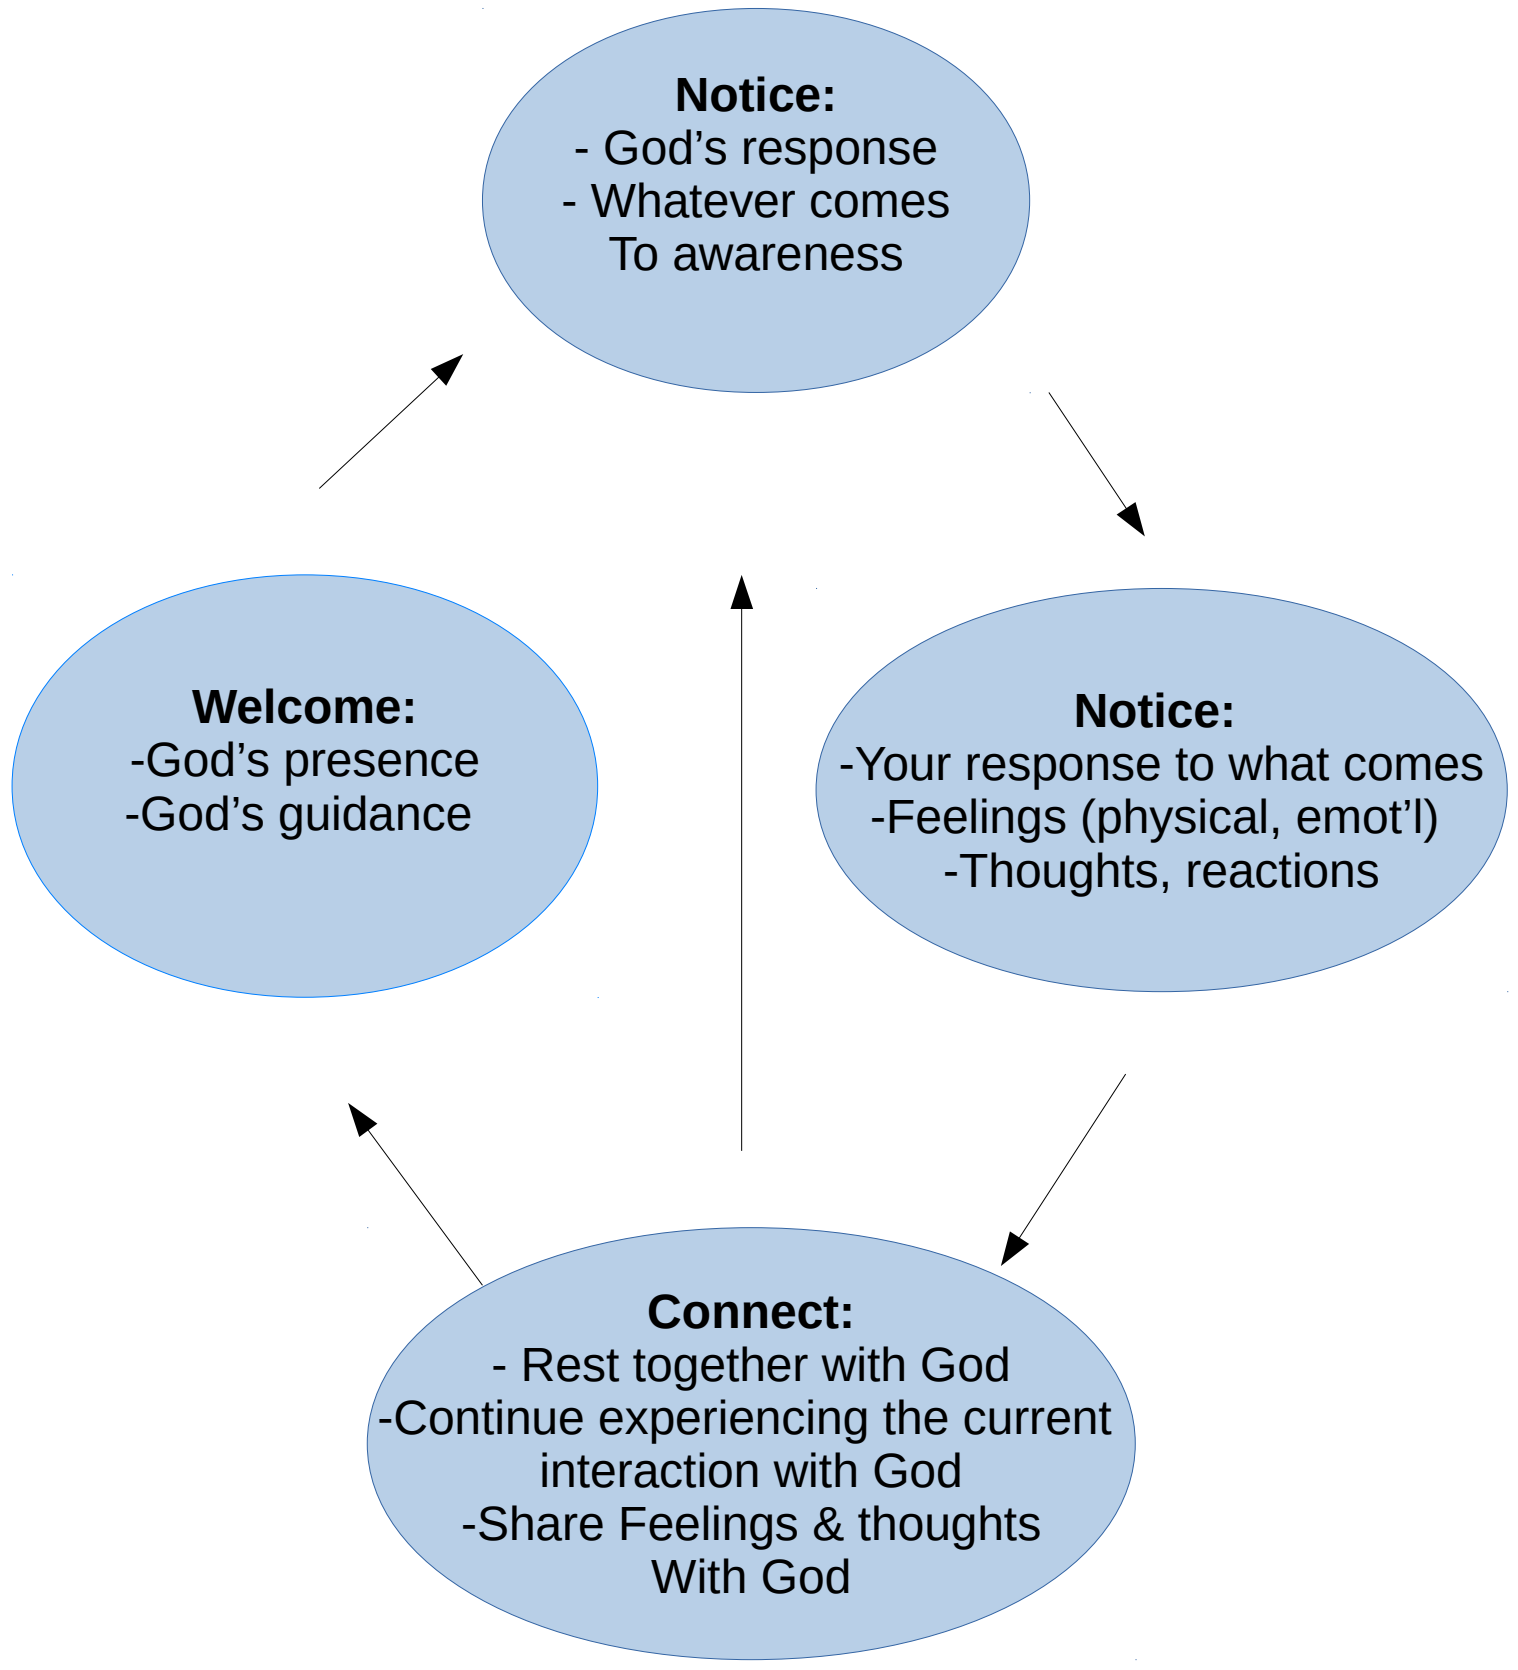 Notice:
- God’s response
- Whatever comes
To awareness
Welcome:
-God’s presence
-God’s guidance
Notice:
-Your response to what comes
-Feelings (physical, emot’l)
-Thoughts, reactions
Connect:
- Rest together with God
-Continue experiencing the current
interaction with God
-Share Feelings & thoughts
With God